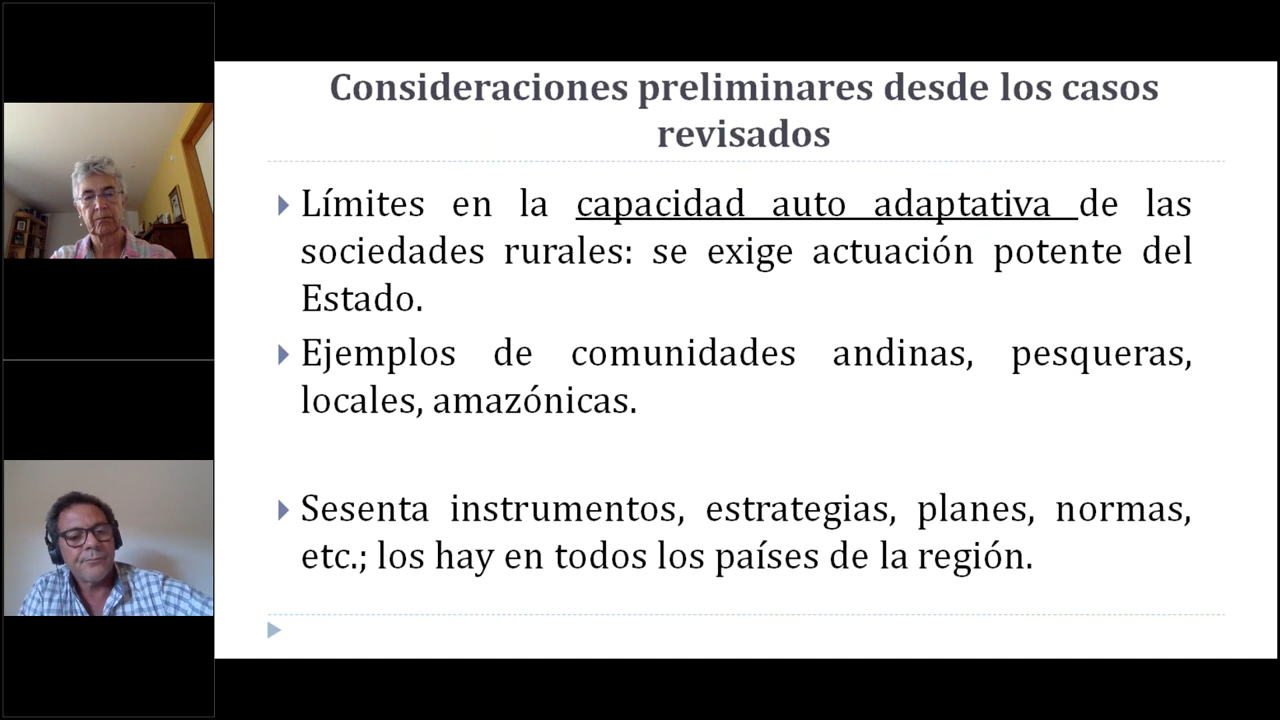 Consideraciones preliminares desde los casos
revisados
Límites en la capacidad auto adaptativa de las
sociedades rurales: se exige actuación potente del
Estado.
Ejemplos de comunidades andinas, pesqueras,
locales, amazónicas.
Sesenta instrumentos, estrategias, planes, normas,
etc.; los hay en todos los países de la región.